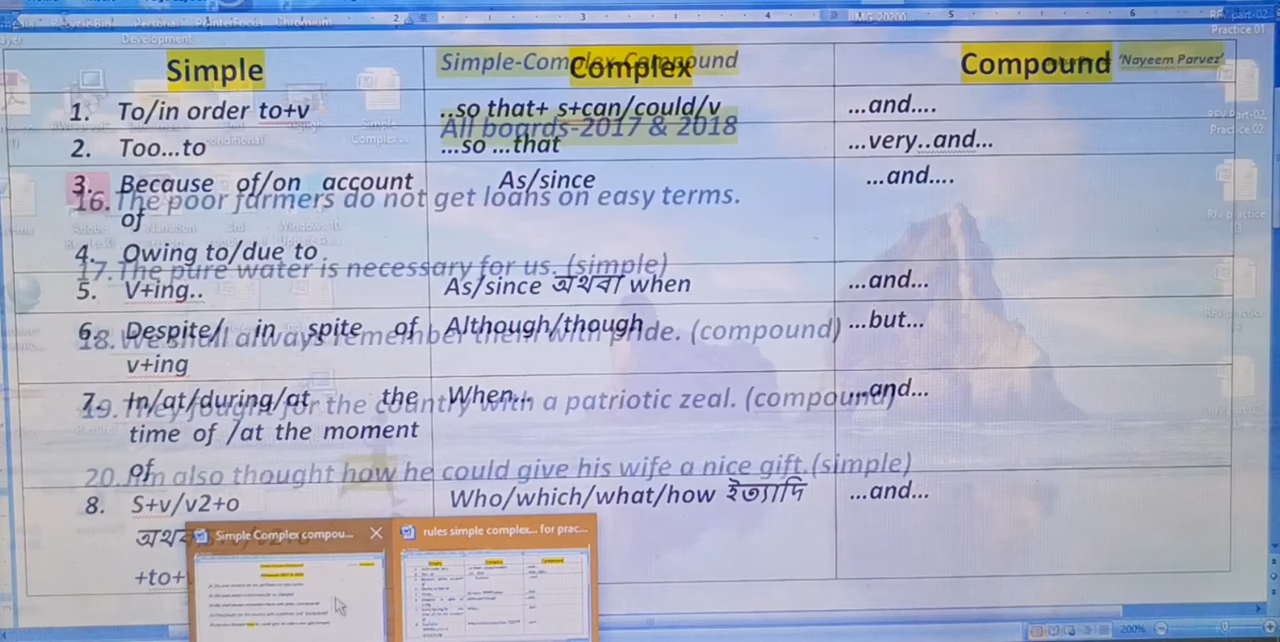 Simple-Complex-Compound
'Nayeem Parvez'
All boards-2017 & 2018
16. The poor farmers do not get loans on easy terms.
17. The pure water is necessary for us. (simple)
18. We shall always remember them with pride. (compound)
19. They fought for the country with a patriotic zeal. (compound)
20. Jim also thought how he could give his wife a nice gift.(simple)
Simple Complex Compound
1. To/in order to+v ..so that+ s+can/could/v ...and....
2. Too...to ...so ...that ...very..and...
3. Because of/on account As/since ...and....
of
4. Owing to/due to
5. V+ing.. As/since অথবা when ...and...
6. Despite/ in spite of Although/though ...but...
v+ing
7. In/at/during/at the When... ...and...
time of /at the moment
of
8. S+v/v2+o Who/which/what/how ইত্যাদি ...and...
+to+
Simple Complex compou...
rules simple complex... for prac...
200%